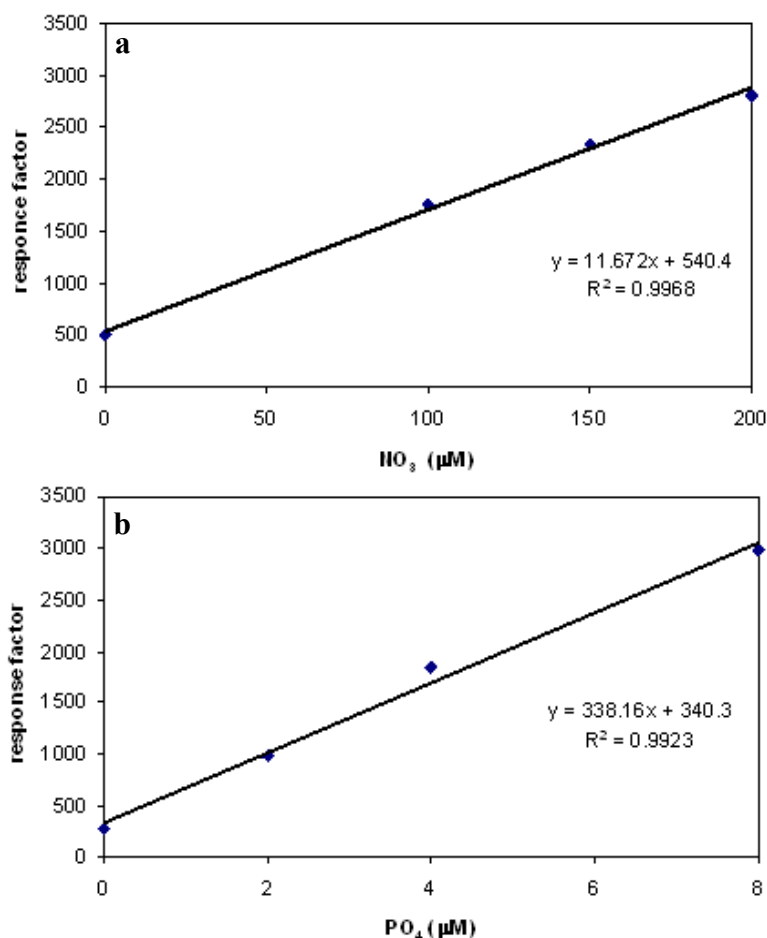 a
3500
3000
2500
2000
1500
1000
500
0
responce factor
y = 11.672x + 540.4
R² = 0.9968
0 50 100 150 200
NO₃ (µM)
b
3500
3000
2500
2000
1500
1000
500
0
response factor
y = 338.16x + 340.3
R² = 0.9923
0 2 4 6 8
PO₄ (µM)